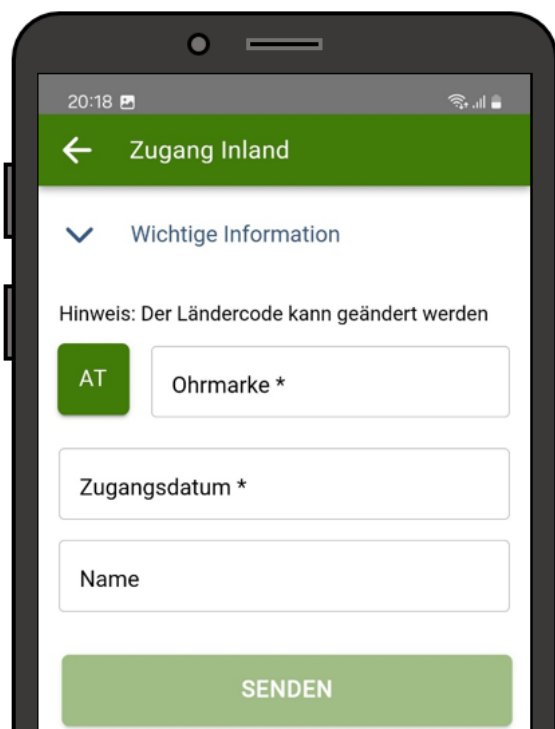 20:18
Zugang Inland
Wichtige Information
Hinweis: Der Ländercode kann geändert werden
AT
Ohrmarke *
Zugangsdatum *
Name
SENDEN